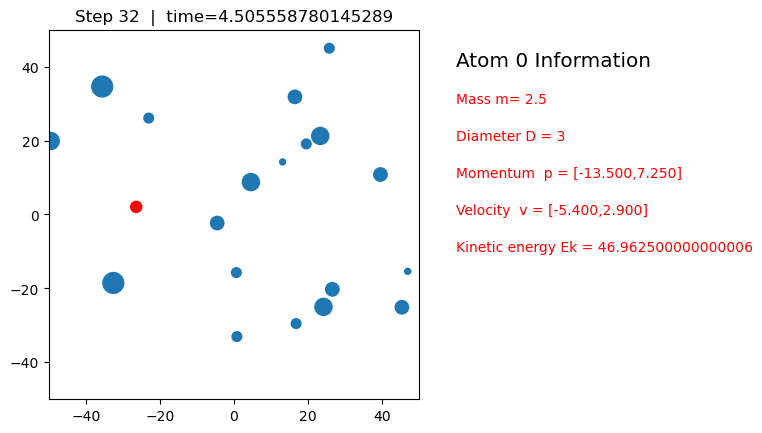 Step 32 | time=4.505558780145289
Atom 0 Information
Mass m= 2.5
Diameter D = 3
Momentum  p = [-13.500,7.250]
Velocity  v = [-5.400,2.900]
Kinetic energy Ek = 46.962500000000006
40
20
0
−20
−40
−40 −20 0 20 40